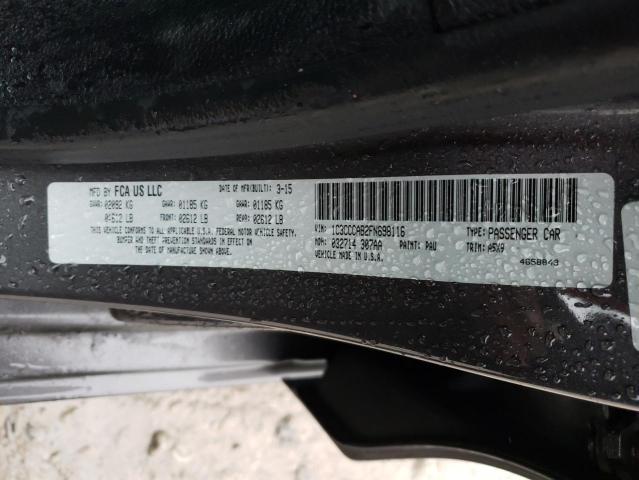 MFD BY FCA US LLC DATE OF MFR(BUILT): 3-15
GVWR: 02092 KG GAWR: 01185 KG GAWR: 01185 KG
04612 LB FRONT: 02612 LB REAR: 02612 LB
THIS VEHICLE CONFORMS TO ALL APPLICABLE U.S.A. FEDERAL MOTOR VEHICLE SAFETY,
BUMPER AND THEFT PREVENTION STANDARDS IN EFFECT ON
THE DATE OF MANUFACTURE SHOWN ABOVE.
VIN: 1C3CCCAB2FN698116 TYPE: PASSENGER CAR
MDH: 032714 307AA PAINT: PAU TRIM: A5X9
VEHICLE MADE IN U.S.A. 4658843